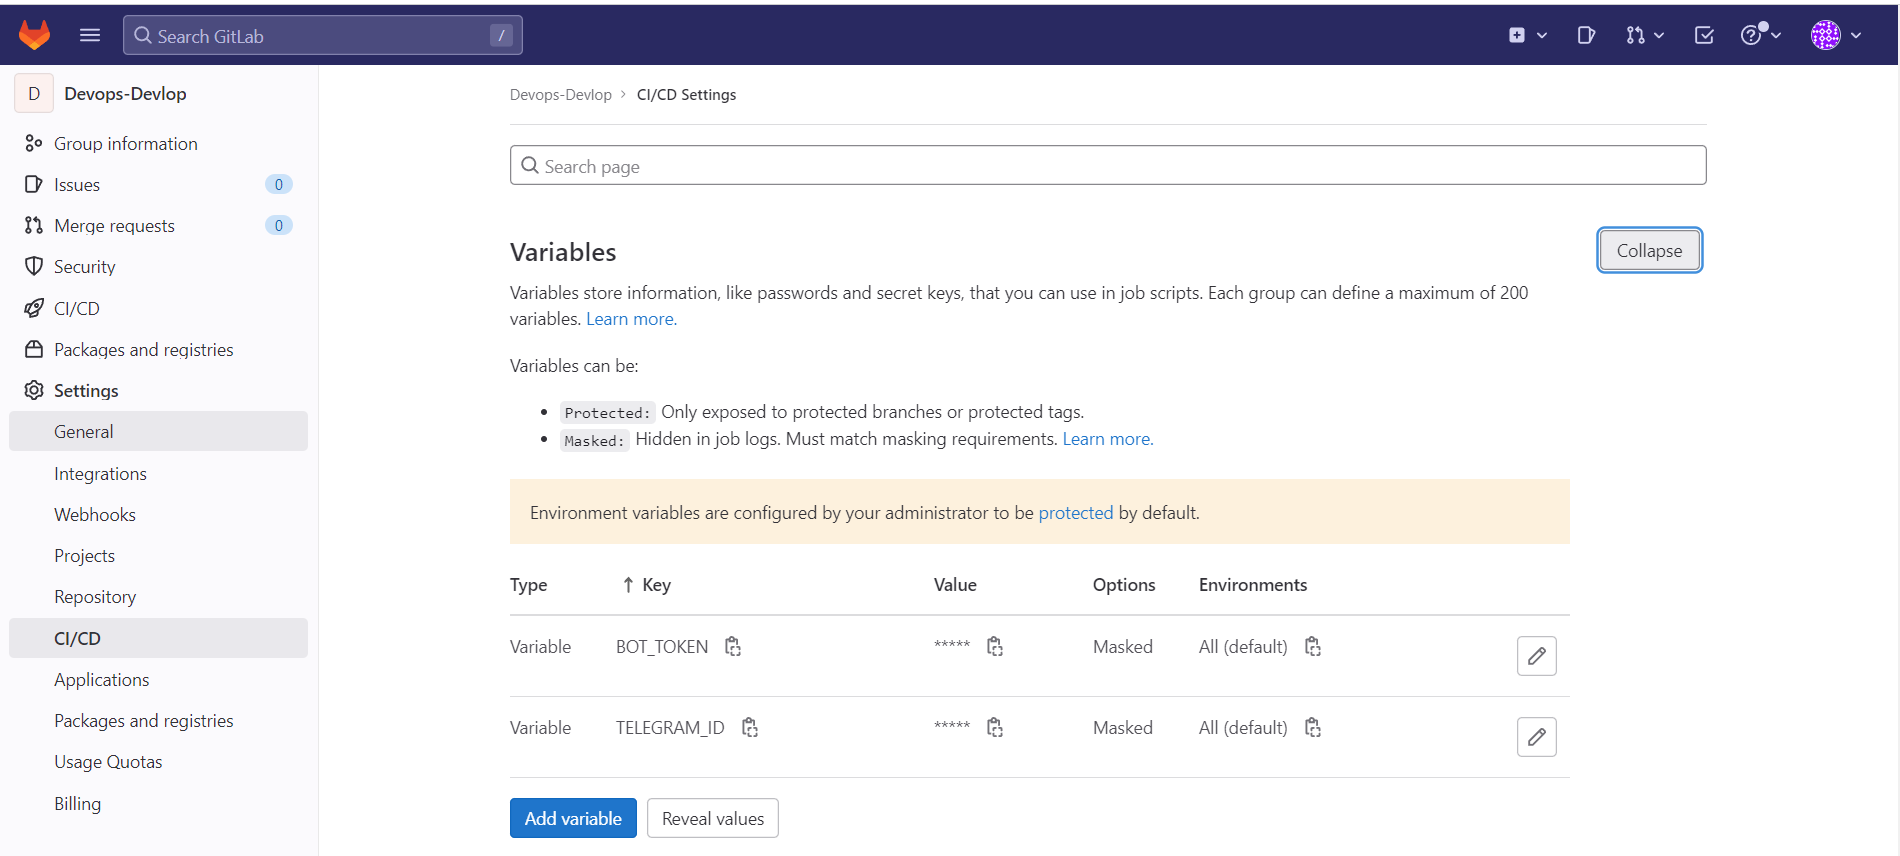 Search GitLab /
D Devops-Devlop
Group information
Issues 0
Merge requests 0
Security
CI/CD
Packages and registries
Settings
General
Integrations
Webhooks
Projects
Repository
CI/CD
Applications
Packages and registries
Usage Quotas
Billing
Devops-Devlop › CI/CD Settings
Search page
Variables
Collapse
Variables store information, like passwords and secret keys, that you can use in job scripts. Each group can define a maximum of 200
variables. Learn more.
Variables can be:
• Protected: Only exposed to protected branches or protected tags.
• Masked: Hidden in job logs. Must match masking requirements. Learn more.
Environment variables are configured by your administrator to be protected by default.
Type ↑ Key Value Options Environments
Variable BOT_TOKEN ***** Masked All (default)
Variable TELEGRAM_ID ***** Masked All (default)
Add variable Reveal values